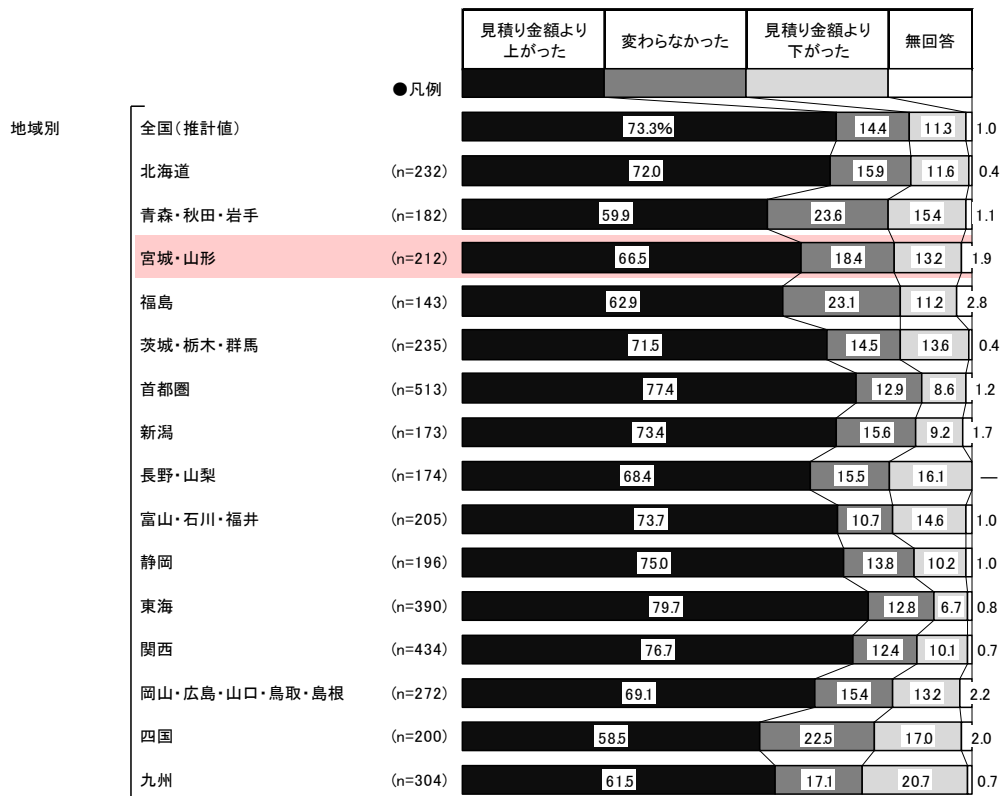 見積り金額より
上がった
変わらなかった
見積り金額より
下がった
無回答
●凡例
地域別
全国(推計値) 73.3% 14.4 11.3 1.0
北海道 (n=232) 72.0 15.9 11.6 0.4
青森・秋田・岩手 (n=182) 59.9 23.6 15.4 1.1
宮城・山形 (n=212) 66.5 18.4 13.2 1.9
福島 (n=143) 62.9 23.1 11.2 2.8
茨城・栃木・群馬 (n=235) 71.5 14.5 13.6 0.4
首都圏 (n=513) 77.4 12.9 8.6 1.2
新潟 (n=173) 73.4 15.6 9.2 1.7
長野・山梨 (n=174) 68.4 15.5 16.1 ―
富山・石川・福井 (n=205) 73.7 10.7 14.6 1.0
静岡 (n=196) 75.0 13.8 10.2 1.0
東海 (n=390) 79.7 12.8 6.7 0.8
関西 (n=434) 76.7 12.4 10.1 0.7
岡山・広島・山口・鳥取・島根 (n=272) 69.1 15.4 13.2 2.2
四国 (n=200) 58.5 22.5 17.0 2.0
九州 (n=304) 61.5 17.1 20.7 0.7